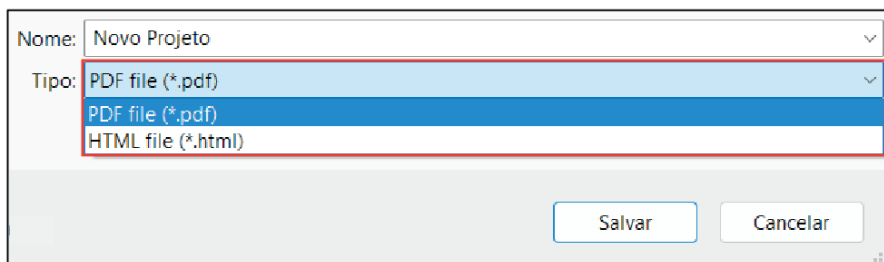 Nome: Novo Projeto
Tipo: PDF file (*.pdf)
PDF file (*.pdf)
HTML file (*.html)
Salvar Cancelar